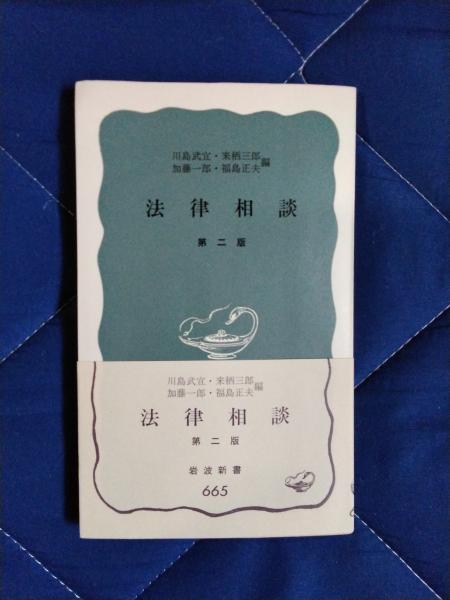 川島武宜・来栖三郎
加藤一郎・福島正夫 編
法律相談
第二版
川島武宜・来栖三郎
加藤一郎・福島正夫 編
法律相談
第二版
岩波新書
665